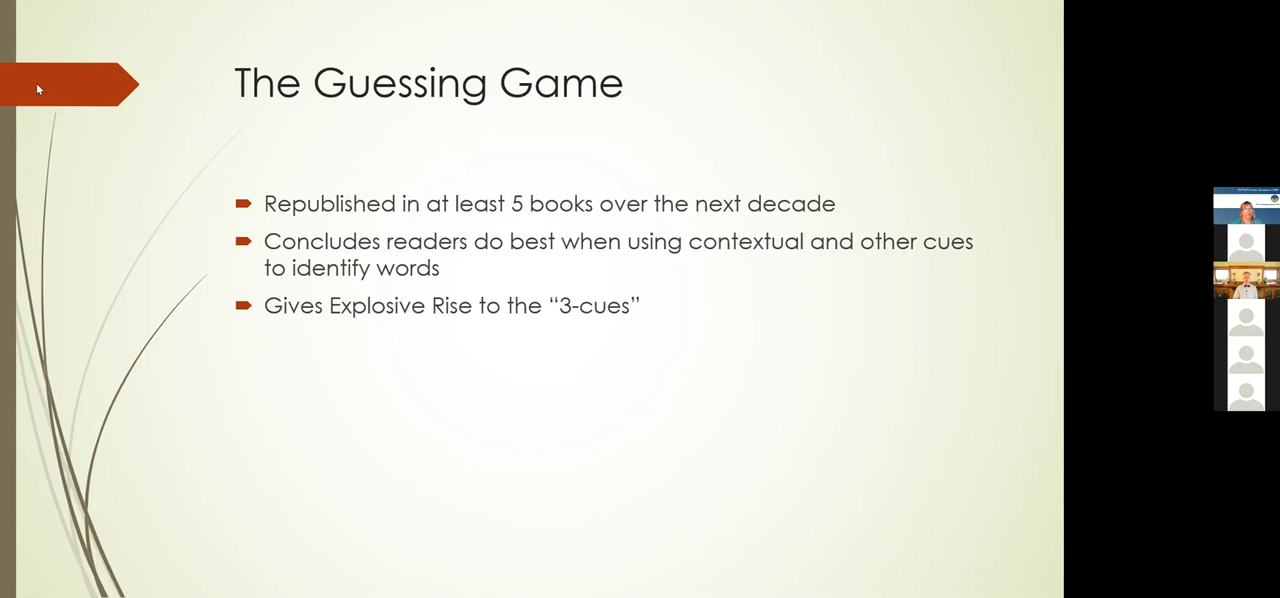 The Guessing Game
Republished in at least 5 books over the next decade
Concludes readers do best when using contextual and other cues
to identify words
Gives Explosive Rise to the “3-cues”